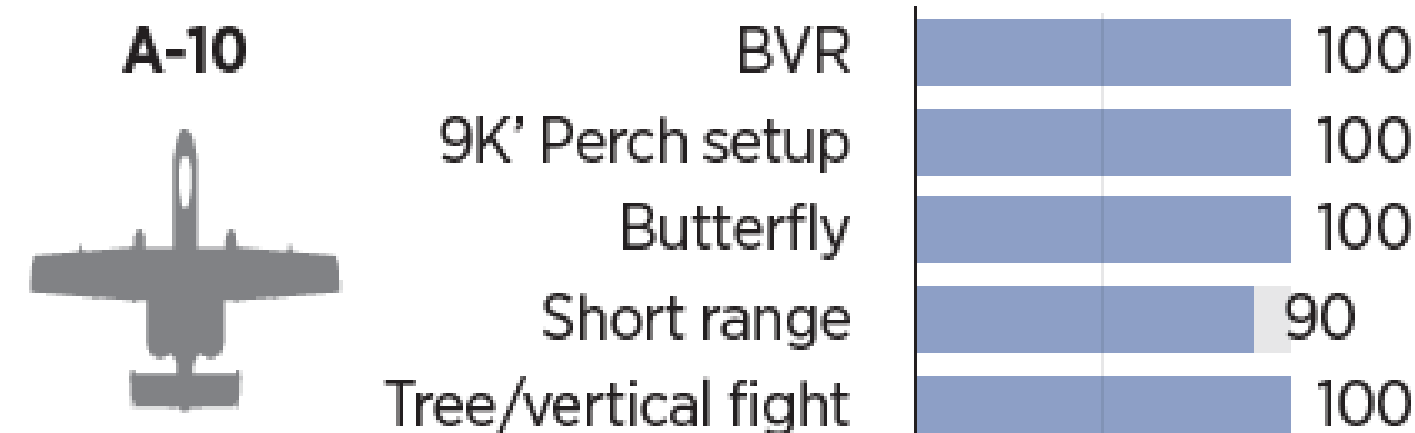 A-10
BVR 100
9K’ Perch setup 100
Butterfly 100
Short range 90
Tree/vertical fight 100